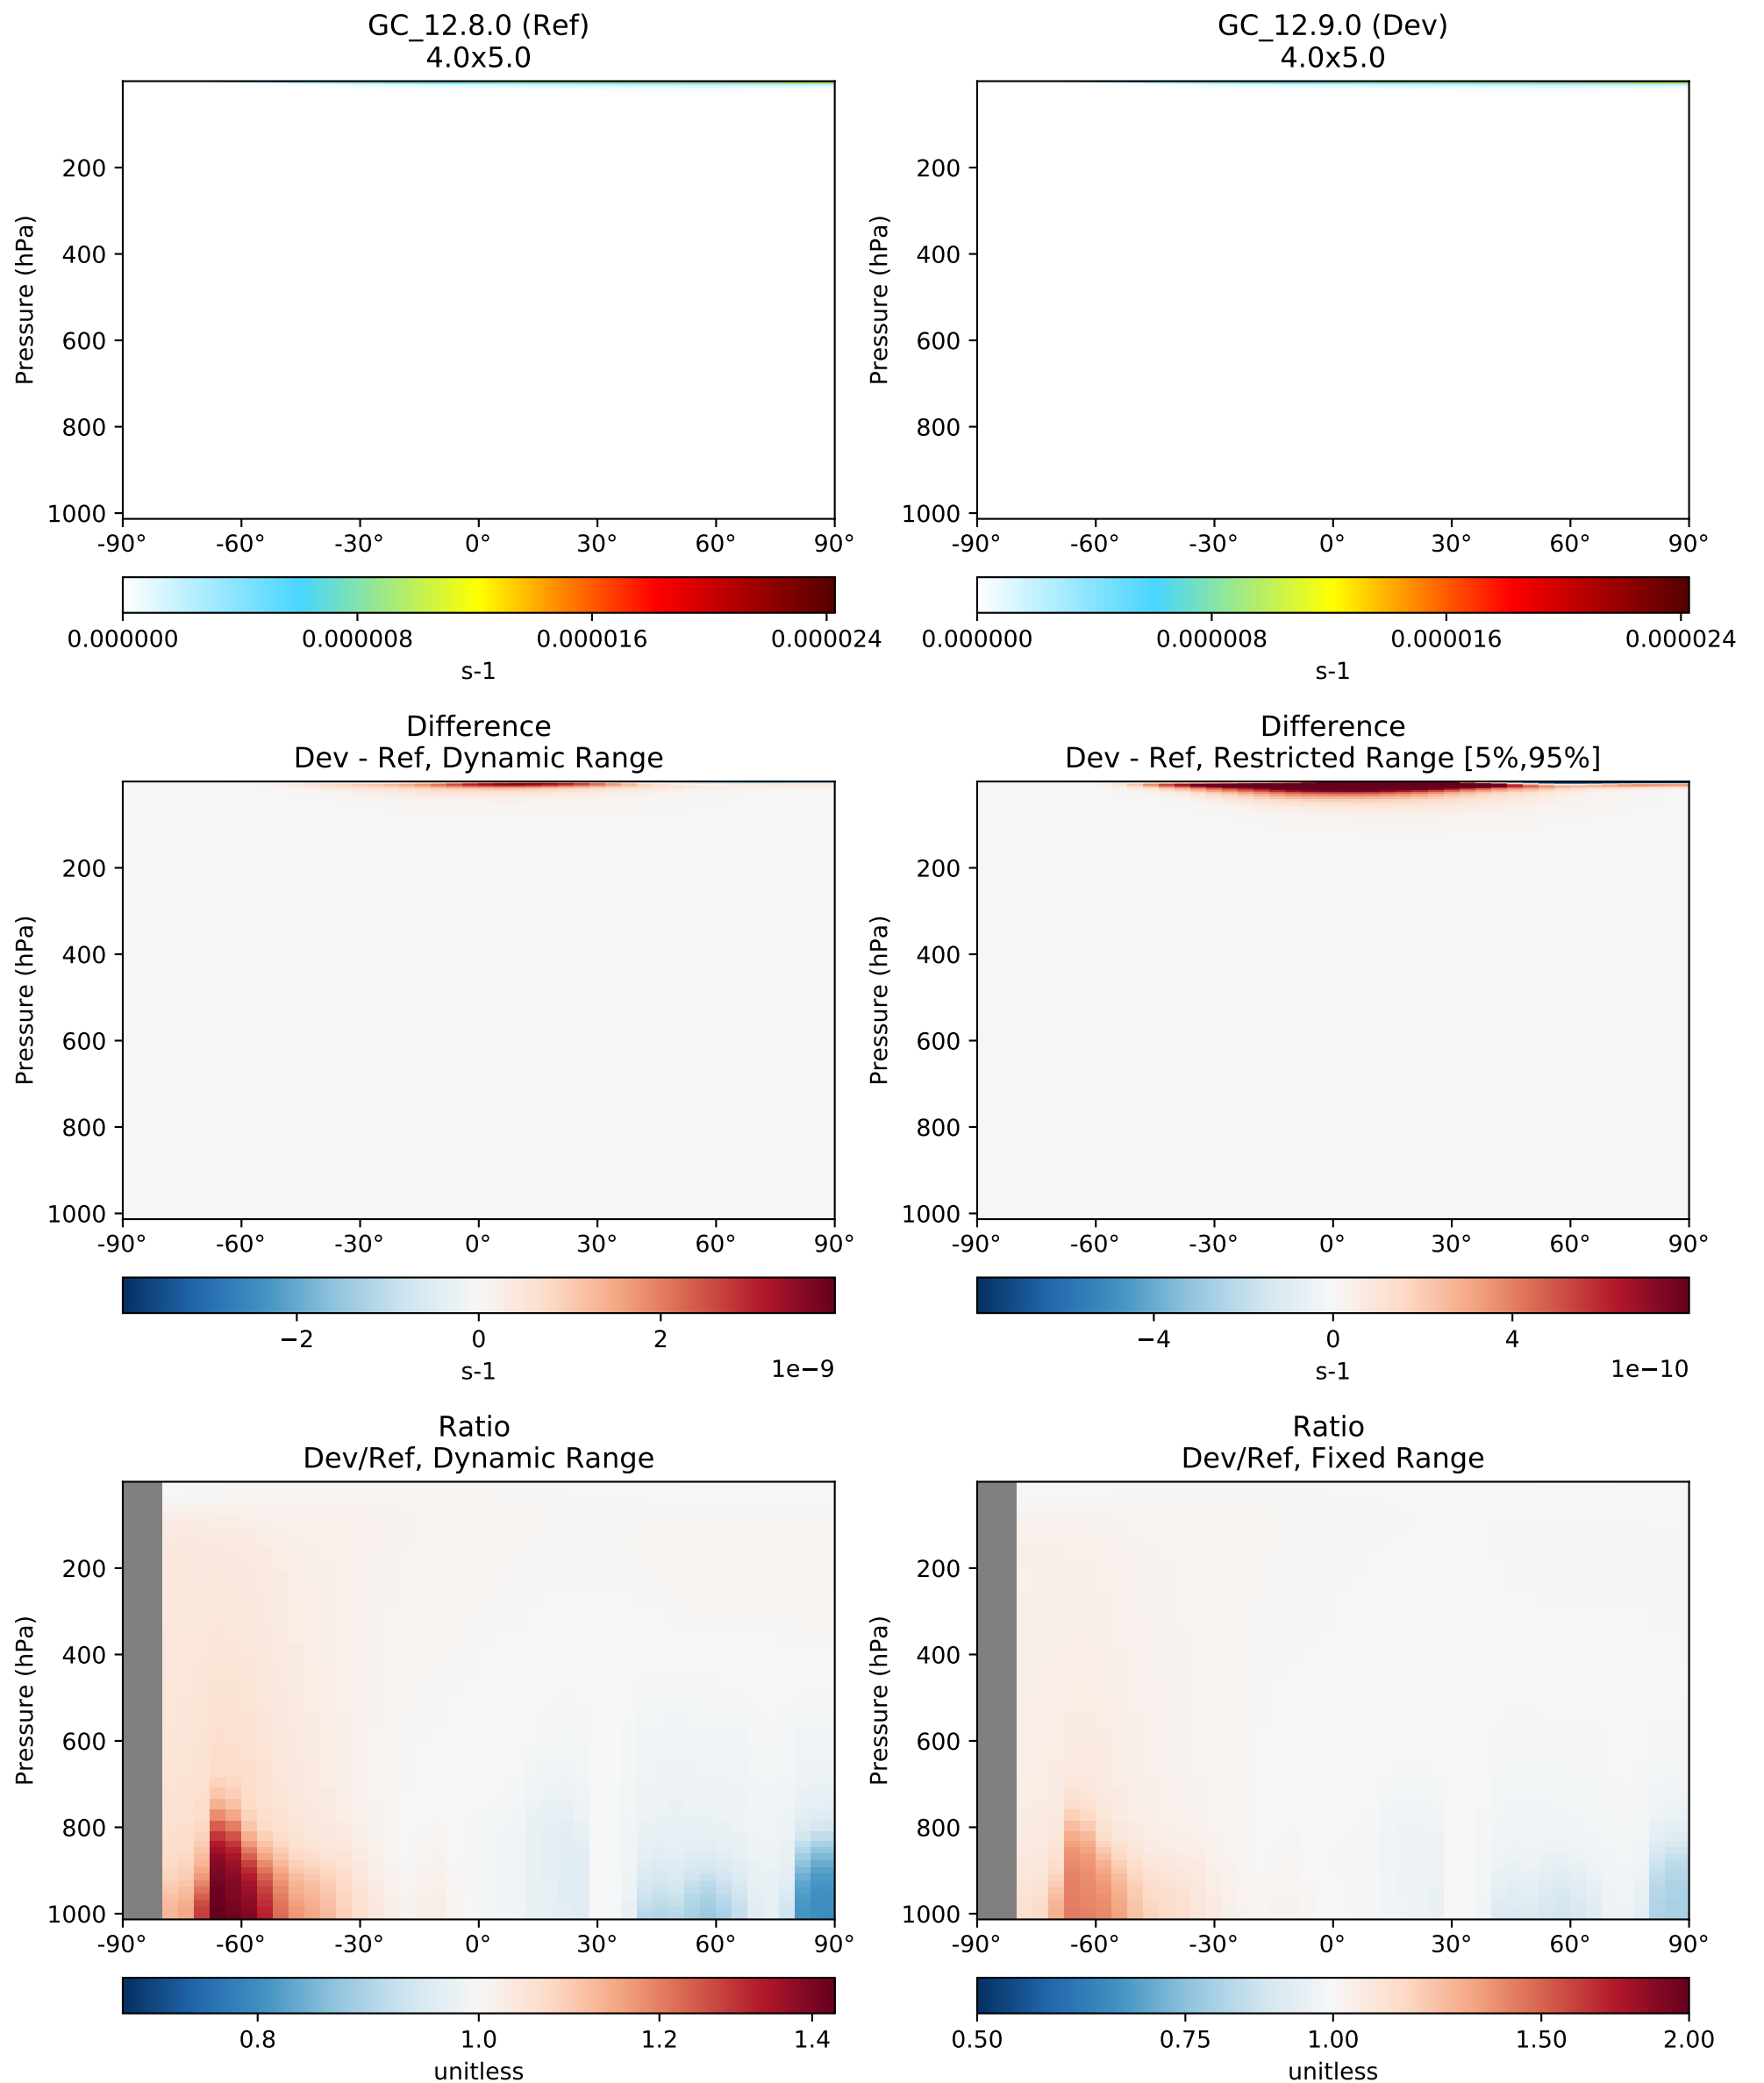 GC_12.8.0 (Ref)
4.0x5.0
Pressure (hPa)
200
400
600
800
1000
-90° -60° -30° 0° 30° 60° 90°
0.000000 0.000008 0.000016 0.000024
s-1
GC_12.9.0 (Dev)
4.0x5.0
Pressure (hPa)
200
400
600
800
1000
-90° -60° -30° 0° 30° 60° 90°
0.000000 0.000008 0.000016 0.000024
s-1
Difference
Dev - Ref, Dynamic Range
Pressure (hPa)
200
400
600
800
1000
-90° -60° -30° 0° 30° 60° 90°
−2 0 2
1e−9
s-1
Difference
Dev - Ref, Restricted Range [5%,95%]
Pressure (hPa)
200
400
600
800
1000
-90° -60° -30° 0° 30° 60° 90°
−4 0 4
1e−10
s-1
Ratio
Dev/Ref, Dynamic Range
Pressure (hPa)
200
400
600
800
1000
-90° -60° -30° 0° 30° 60° 90°
0.8 1.0 1.2 1.4
unitless
Ratio
Dev/Ref, Fixed Range
Pressure (hPa)
200
400
600
800
1000
-90° -60° -30° 0° 30° 60° 90°
0.50 0.75 1.00 1.50 2.00
unitless